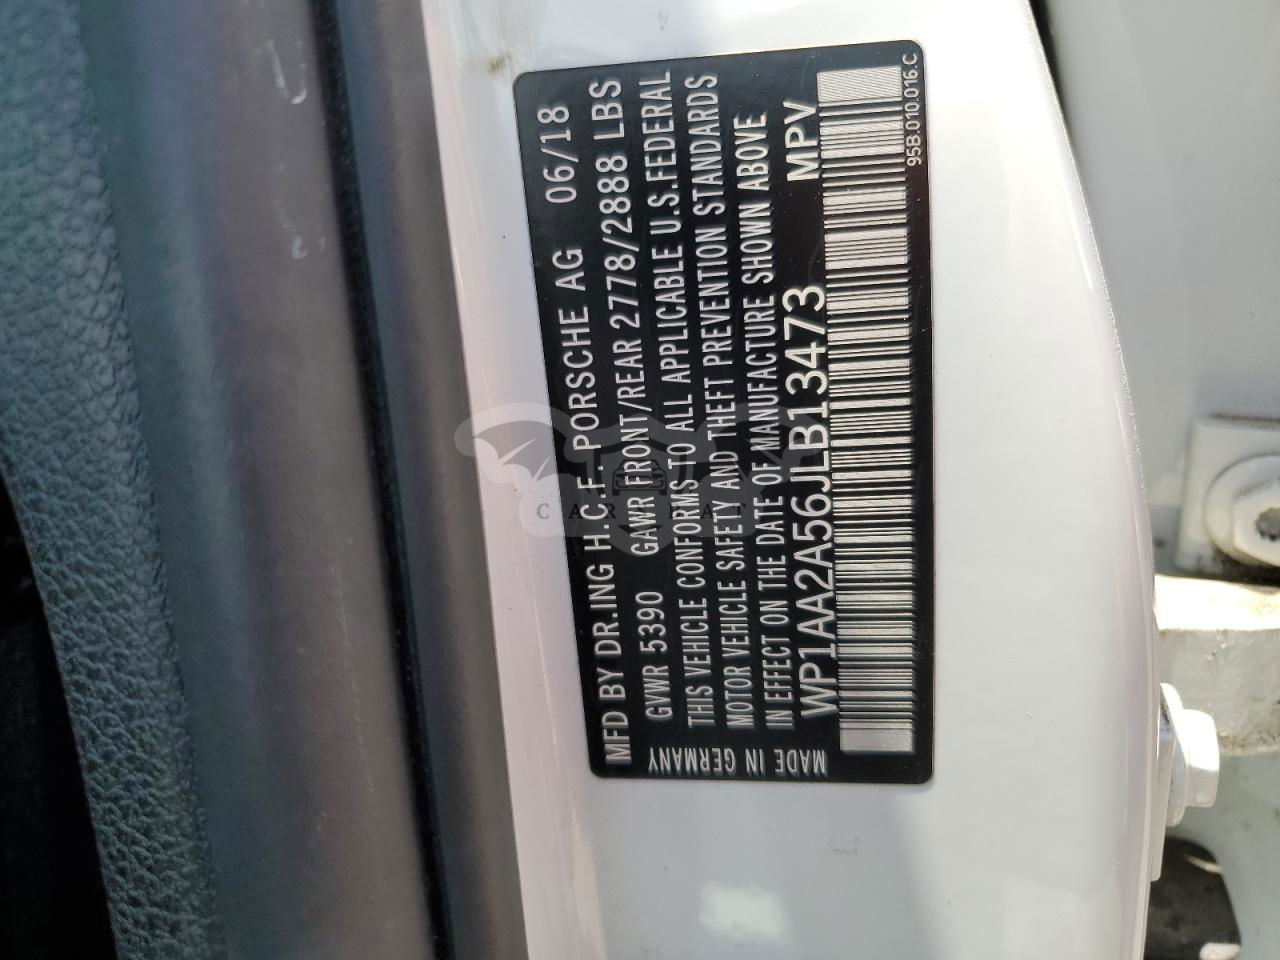 MFD BY DR.ING H.C.F. PORSCHE AG 06/18
GVWR 5390 GAWR FRONT/REAR 2778/2888 LBS
THIS VEHICLE CONFORMS TO ALL APPLICABLE U.S.FEDERAL
MOTOR VEHICLE SAFETY AND THEFT PREVENTION STANDARDS
IN EFFECT ON THE DATE OF MANUFACTURE SHOWN ABOVE
WP1AA2A56JLB13473 MPV
95B.010.016.C
MADE IN GERMANY